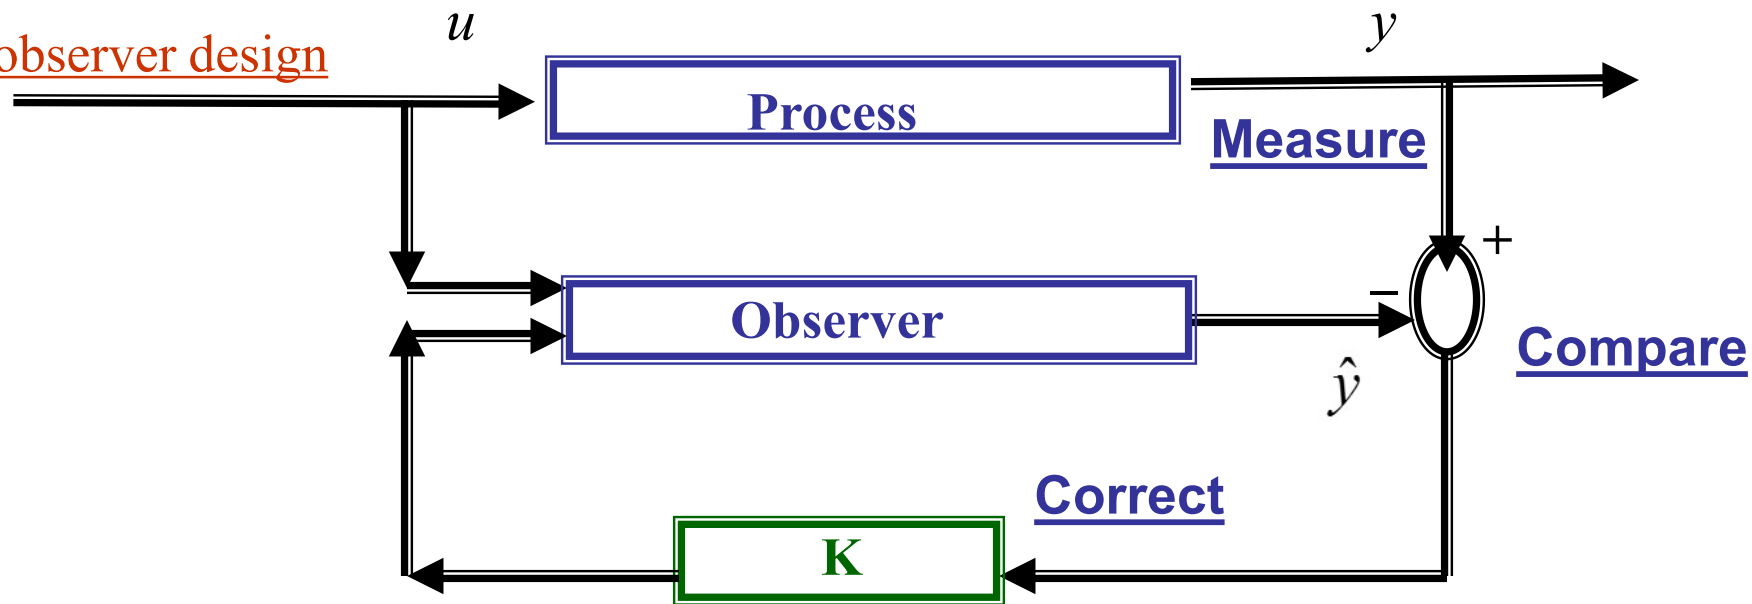 observer design
u
y
Process
Measure
+
−
Observer
Compare
ŷ
Correct
K